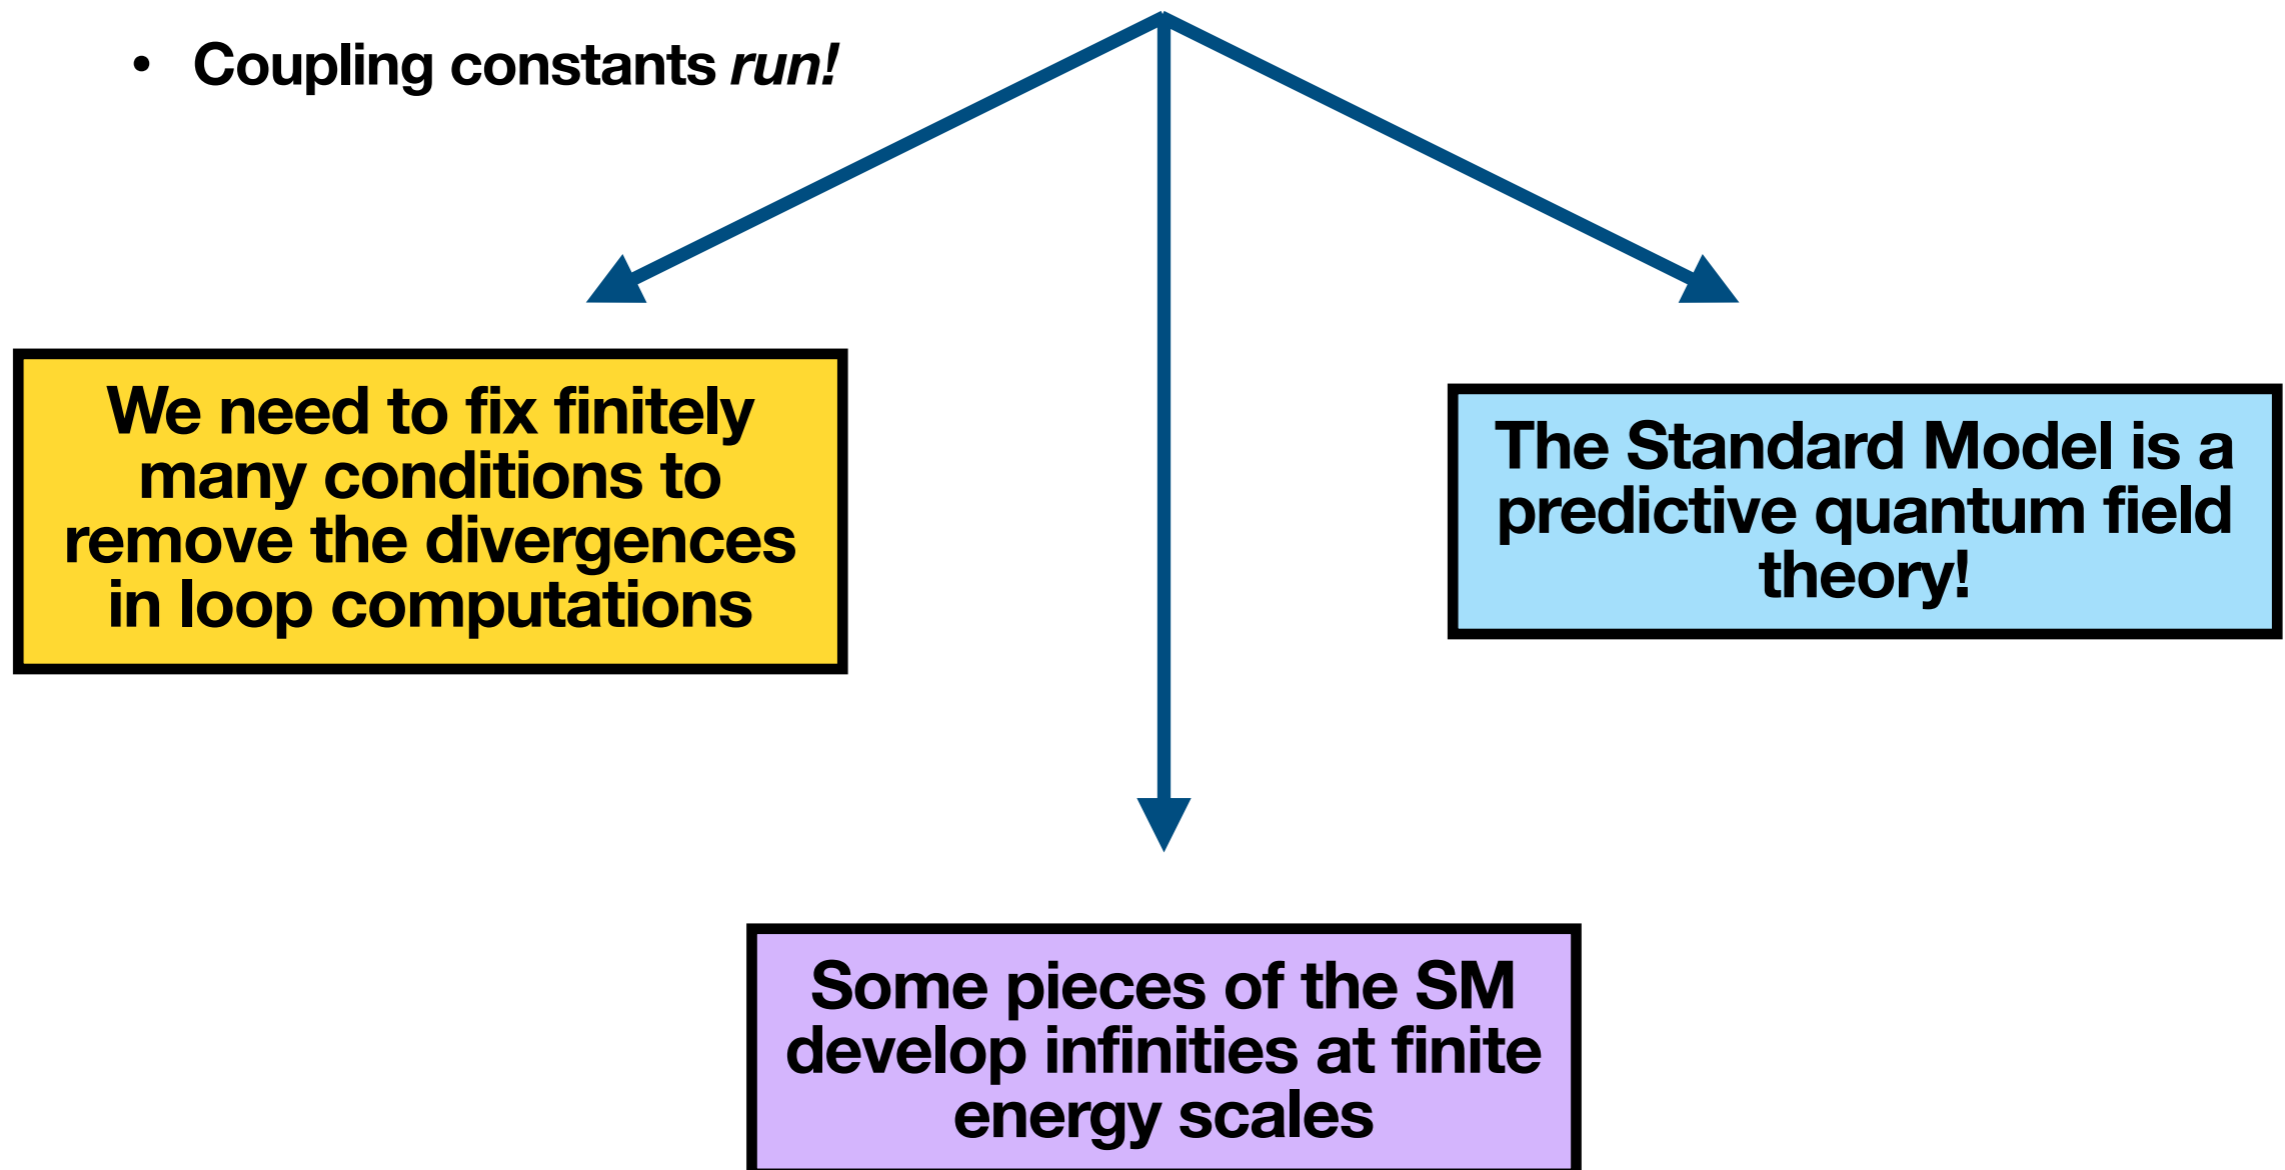 • Coupling constants run!
We need to fix finitely
many conditions to
remove the divergences
in loop computations
The Standard Model is a
predictive quantum field
theory!
Some pieces of the SM
develop infinities at finite
energy scales